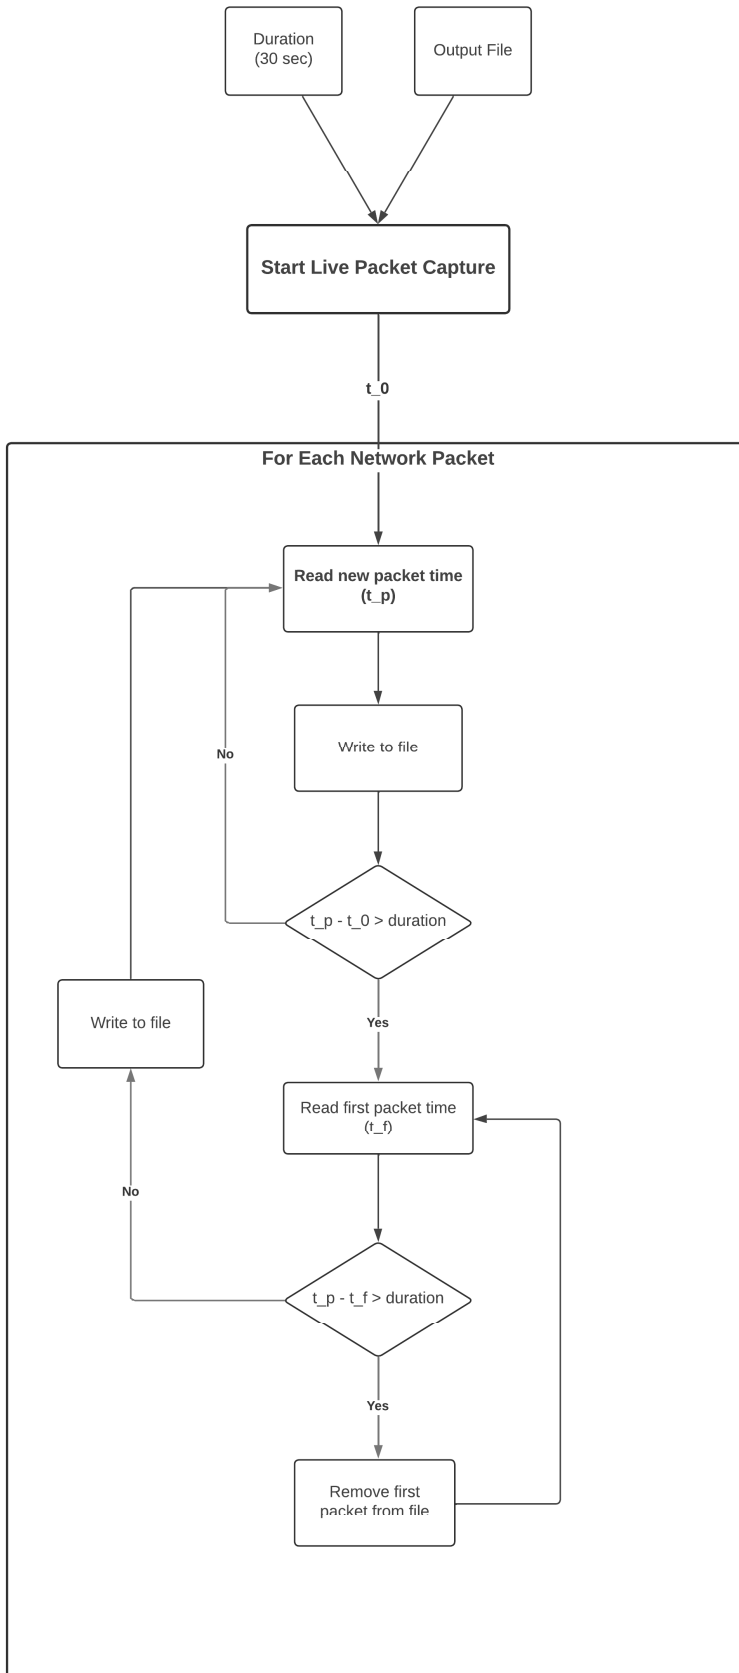 Duration
(30 sec)
Output File
Start Live Packet Capture
t_0
For Each Network Packet
Read new packet time
(t_p)
Write to file
No
t_p - t_0 > duration
Yes
Write to file
Read first packet time
(t_f)
No
t_p - t_f > duration
Yes
Remove first
packet from file